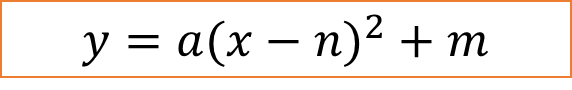 y = a(x − n)² + m